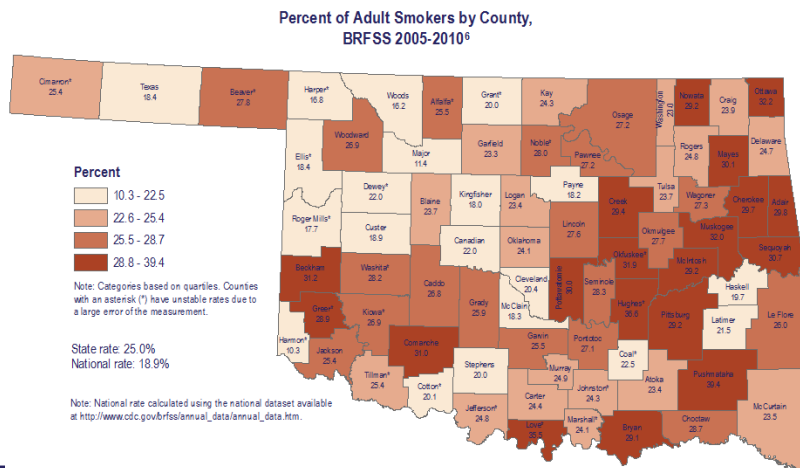 Percent of Adult Smokers by County,
BRFSS 2005-2010⁶
Cimarron*
25.4
Texas
18.4
Beaver*
27.8
Harper*
16.8
Woods
16.2
Alfalfa*
25.5
Grant*
20.0
Kay
24.3
Osage
27.2
Washington
23.0
Nowata
29.2
Craig
23.9
Ottawa
32.2
Ellis*
18.4
Woodward
26.9
Major
11.4
Garfield
23.3
Noble*
28.0
Pawnee
27.2
Rogers
24.8
Mayes
30.1
Delaware
24.7
Percent
10.3 - 22.5
22.6 - 25.4
25.5 - 28.7
28.8 - 39.4
Roger Mills*
17.7
Dewey*
22.0
Custer
18.9
Blaine
23.7
Kingfisher
18.0
Logan
23.4
Payne
18.2
Creek
29.4
Tulsa
23.7
Wagoner
27.3
Cherokee
29.7
Adair
29.8
Canadian
22.0
Oklahoma
24.1
Lincoln
27.6
Okmulgee
27.7
Muskogee
32.0
Okfuskee*
31.9
McIntosh
29.2
Sequoyah
30.7
Note: Categories based on quartiles. Counties
with an asterisk (*) have unstable rates due to
a large error of the measurement.
Beckham
31.2
Washita*
28.2
Caddo
26.8
Grady
25.9
Cleveland
20.4
McClain
18.3
Pottawatomie
30.0
Seminole
28.3
Hughes*
Haskell
19.7
Greer*
28.9
Kiowa*
26.9
Pittsburg
29.2
Latimer
21.5
Le Flore
26.0
State rate: 25.0%
National rate: 18.9%
Harmon*
10.3
Jackson
25.4
Comanche
31.0
Garvin
25.5
Pontotoc
27.1
Coal*
22.5
Tillman*
25.4
Stephens
20.0
Murray
24.9
Johnston*
24.3
Atoka
23.4
Pushmataha
39.4
Cotton*
20.1
Carter
24.4
McCurtain
23.5
Note: National rate calculated using the national dataset available
at http://www.cdc.gov/brfss/annual_data/annual_data.htm.
Jefferson*
24.8
Love*
Marshall*
24.1
Bryan
29.1
Choctaw
28.7